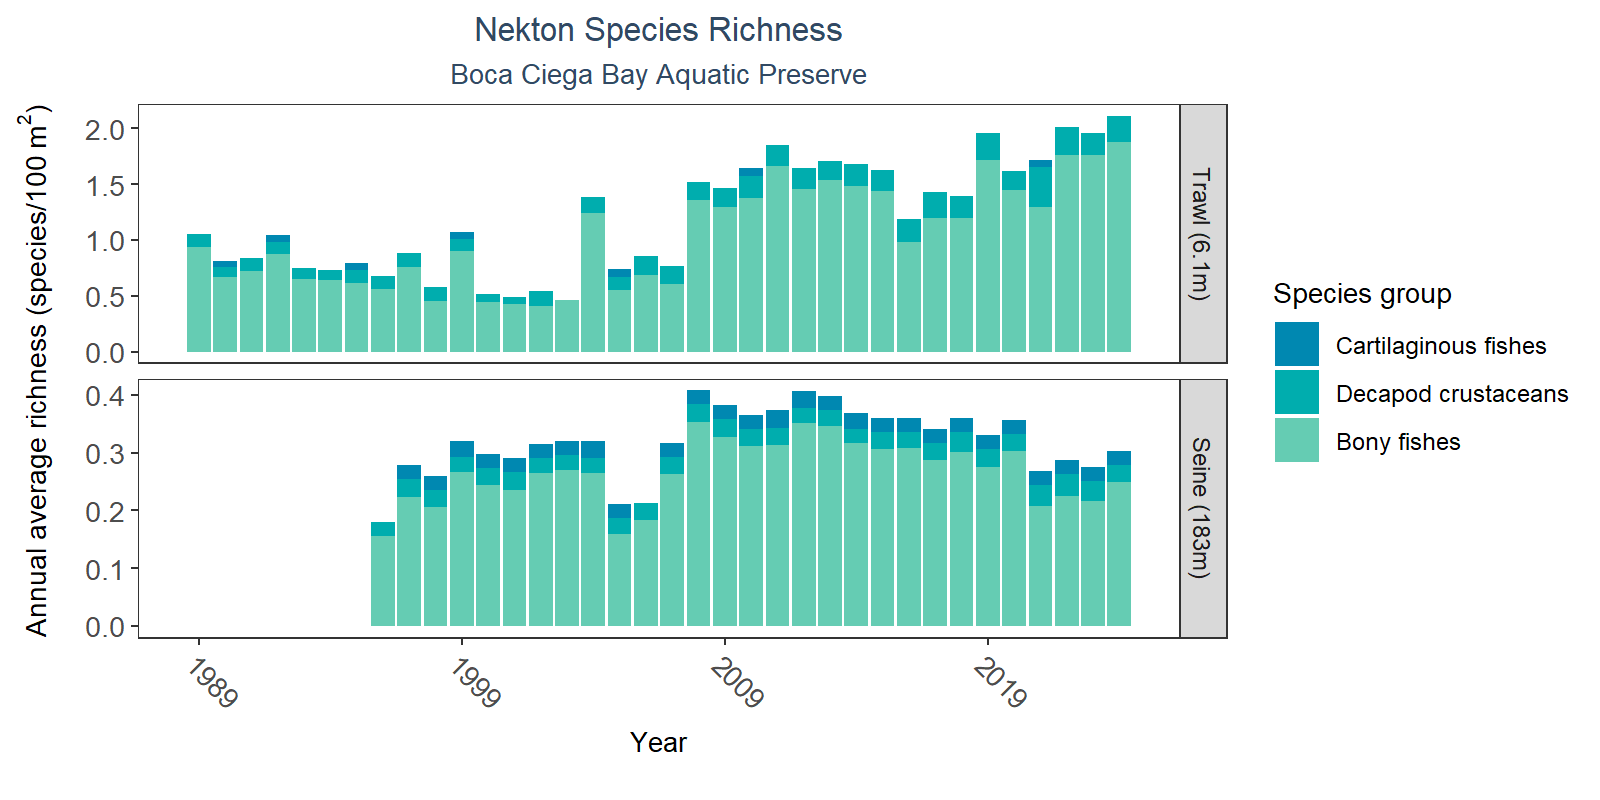 Nekton Species Richness
Boca Ciega Bay Aquatic Preserve
Annual average richness (species/100 m²)
2.0
1.5
1.0
0.5
0.0
Trawl (6.1m)
0.4
0.3
0.2
0.1
0.0
Seine (183m)
1989
1999
2009
2019
Year
Species group
Cartilaginous fishes
Decapod crustaceans
Bony fishes